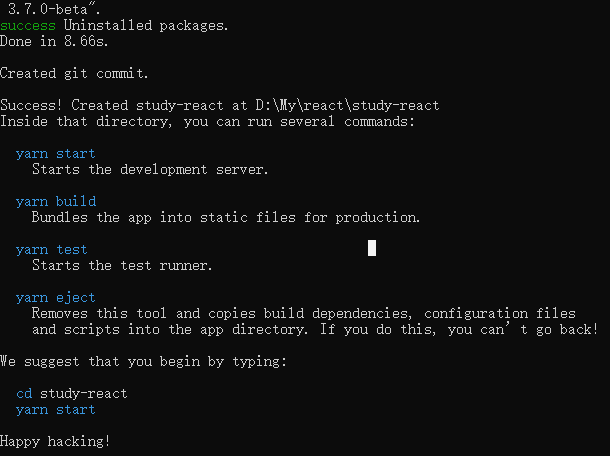 3.7.0-beta".
success Uninstalled packages.
Done in 8.66s.
Created git commit.
Success! Created study-react at D:\My\react\study-react
Inside that directory, you can run several commands:
yarn start
Starts the development server.
yarn build
Bundles the app into static files for production.
yarn test
Starts the test runner.
yarn eject
Removes this tool and copies build dependencies, configuration files
and scripts into the app directory. If you do this, you can’t go back!
We suggest that you begin by typing:
cd study-react
yarn start
Happy hacking!